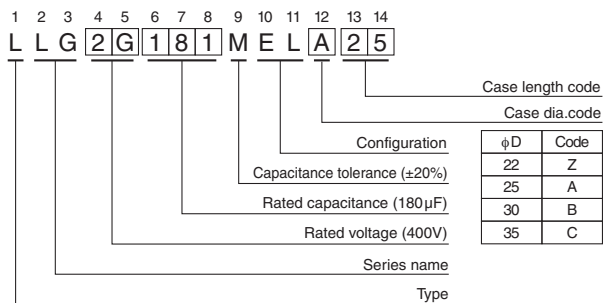 1 2 3 4 5 6 7 8 9 10 11 12 13 14
L L G 2 G 1 8 1 M E L A 2 5
Case length code
Case dia.code
Configuration
Capacitance tolerance (±20%)
Rated capacitance (180µF)
Rated voltage (400V)
Series name
Type
φD Code
22 Z
25 A
30 B
35 C